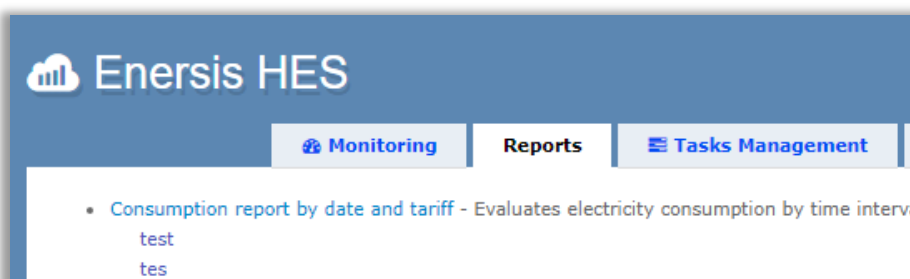 Enersis HES
Monitoring Reports Tasks Management
Consumption report by date and tariff - Evaluates electricity consumption by time
test
tes